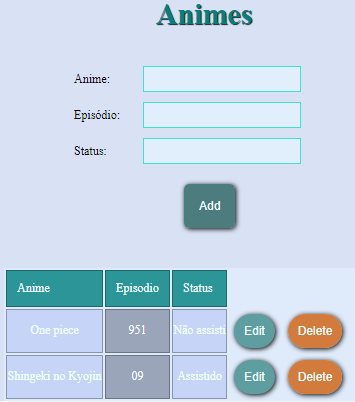 Animes
Anime:
Episódio:
Status:
Add
Anime Episodio Status
One piece 951 Não assisti Edit Delete
Shingeki no Kyojin 09 Assistido Edit Delete